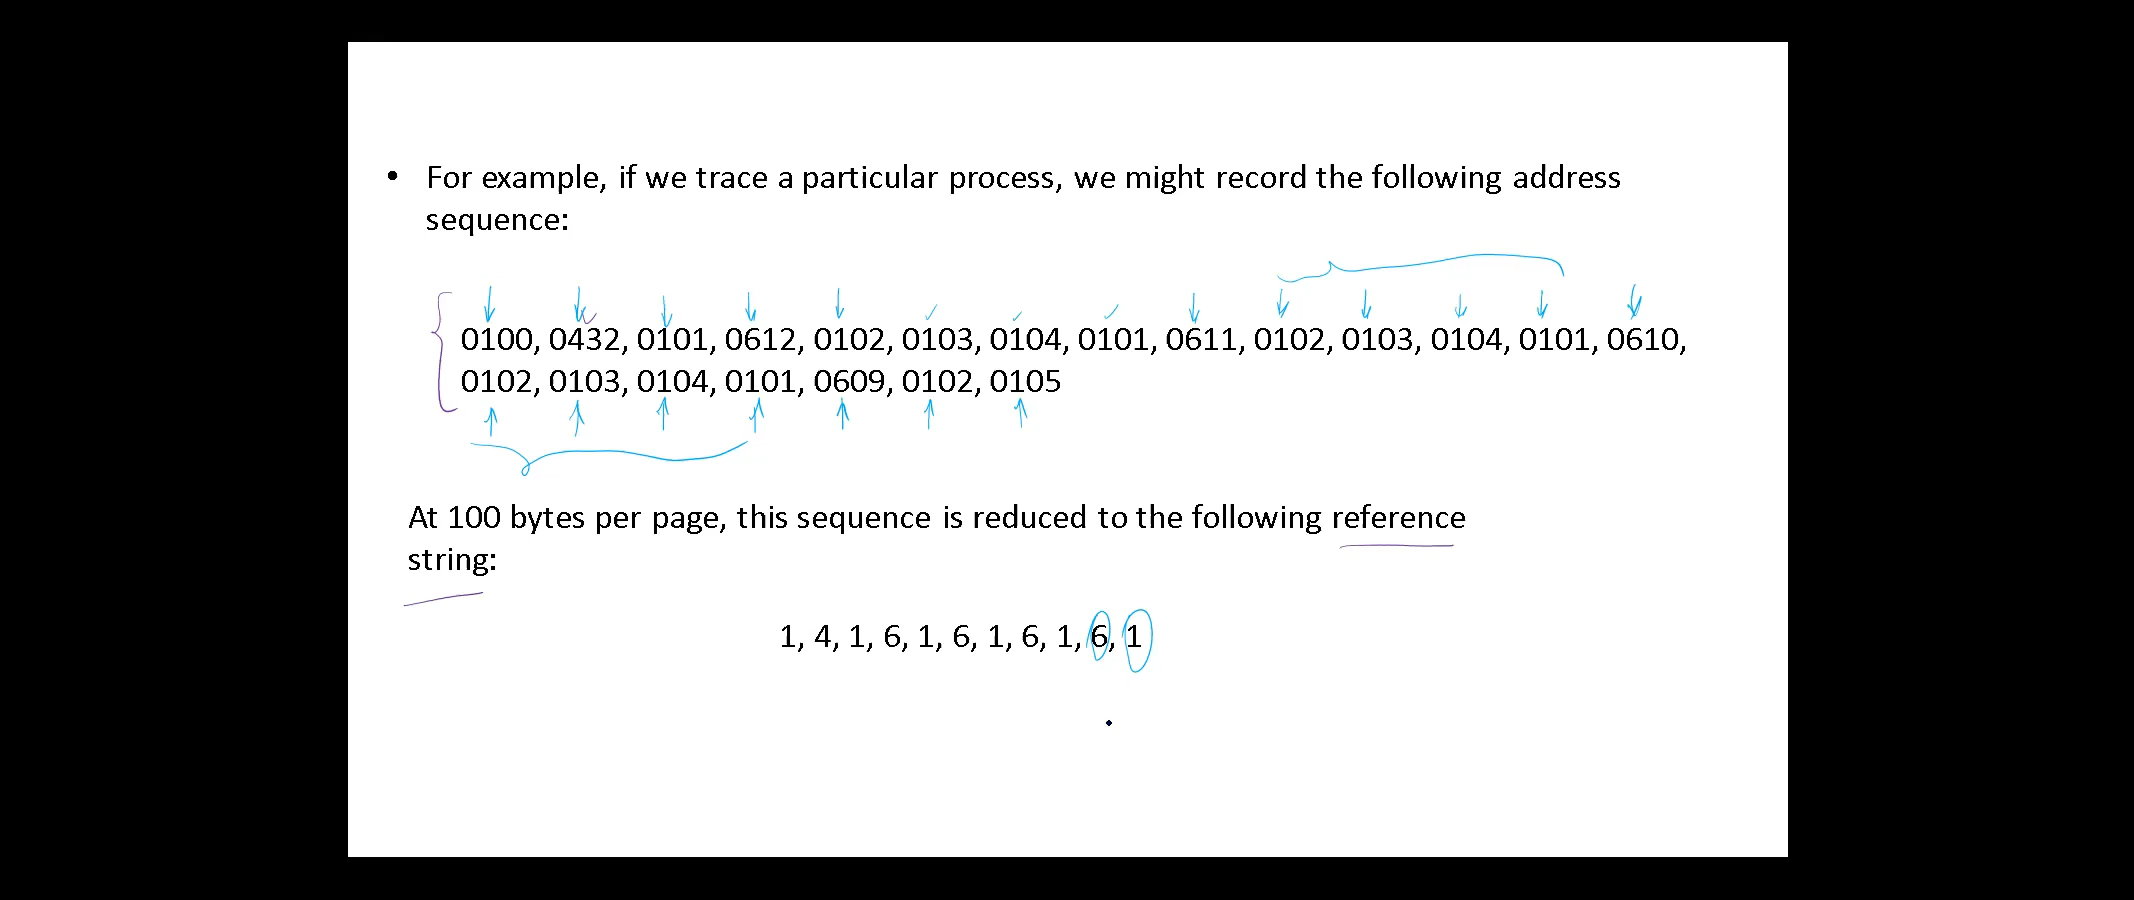 • For example, if we trace a particular process, we might record the following address
sequence:
0100, 0432, 0101, 0612, 0102, 0103, 0104, 0101, 0611, 0102, 0103, 0104, 0101, 0610,
0102, 0103, 0104, 0101, 0609, 0102, 0105
At 100 bytes per page, this sequence is reduced to the following reference
string:
1, 4, 1, 6, 1, 6, 1, 6, 1, 6, 1